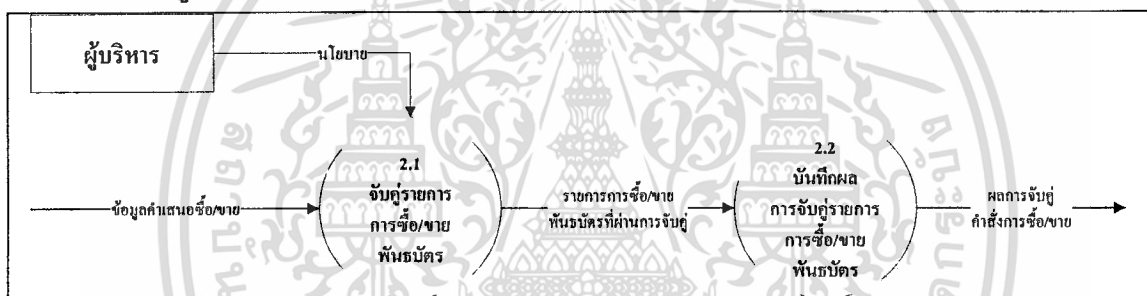 ผู้บริหาร
นโยบาย
ข้อมูลคำเสนอซื้อ/ขาย
2.1
จับคู่รายการ
การซื้อ/ขาย
พันธบัตร
รายการการซื้อ/ขาย
พันธบัตรที่ผ่านการจับคู่
2.2
บันทึกผล
การจับคู่รายการ
การซื้อ/ขาย
พันธบัตร
ผลการจับคู่
คำสั่งการซื้อ/ขาย